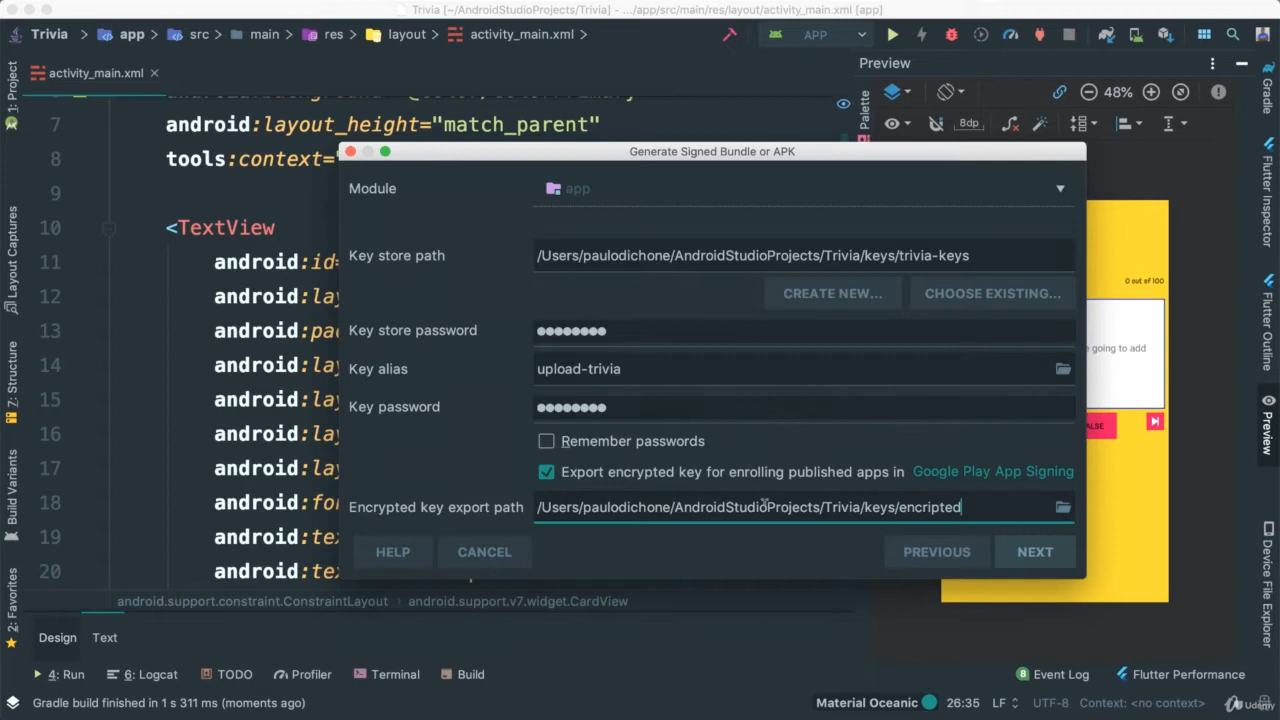 Trivia [~/AndroidStudioProjects/Trivia] - .../app/src/main/res/layout/activity_main.xml [app]
Trivia > app > src > main > res > layout > activity_main.xml > APP
activity_main.xml
Preview
48%
8dp
Palette
1: Project
Layout Captures
7: Structure
Build Variants
2: Favorites
Gradle
Flutter Inspector
Flutter Outline
Preview
Device File Explorer
7 android:layout_height="match_parent"
8 tools:context="
9
10 <TextView
11 android:id=
12 android:la
13 android:pa
14 android:la
15 android:la
16 android:la
17 android:la
18 android:fo
19 android:te
20 android:te
Generate Signed Bundle or APK
Module app
Key store path /Users/paulodichone/AndroidStudioProjects/Trivia/keys/trivia-keys
CREATE NEW... CHOOSE EXISTING...
Key store password ●●●●●●●●
Key alias upload-trivia
Key password ●●●●●●●●
Remember passwords
Export encrypted key for enrolling published apps in Google Play App Signing
Encrypted key export path /Users/paulodichone/AndroidStudioProjects/Trivia/keys/encripted
HELP CANCEL PREVIOUS NEXT
0 out of 100
going to add
ALSE
android.support.constraint.ConstraintLayout > android.support.v7.widget.CardView
Design Text
4: Run 6: Logcat TODO Profiler Terminal Build 8 Event Log Flutter Performance
Gradle build finished in 1 s 311 ms (moments ago) Material Oceanic 26:35 LF UTF-8 Context: <no context>
Udemy